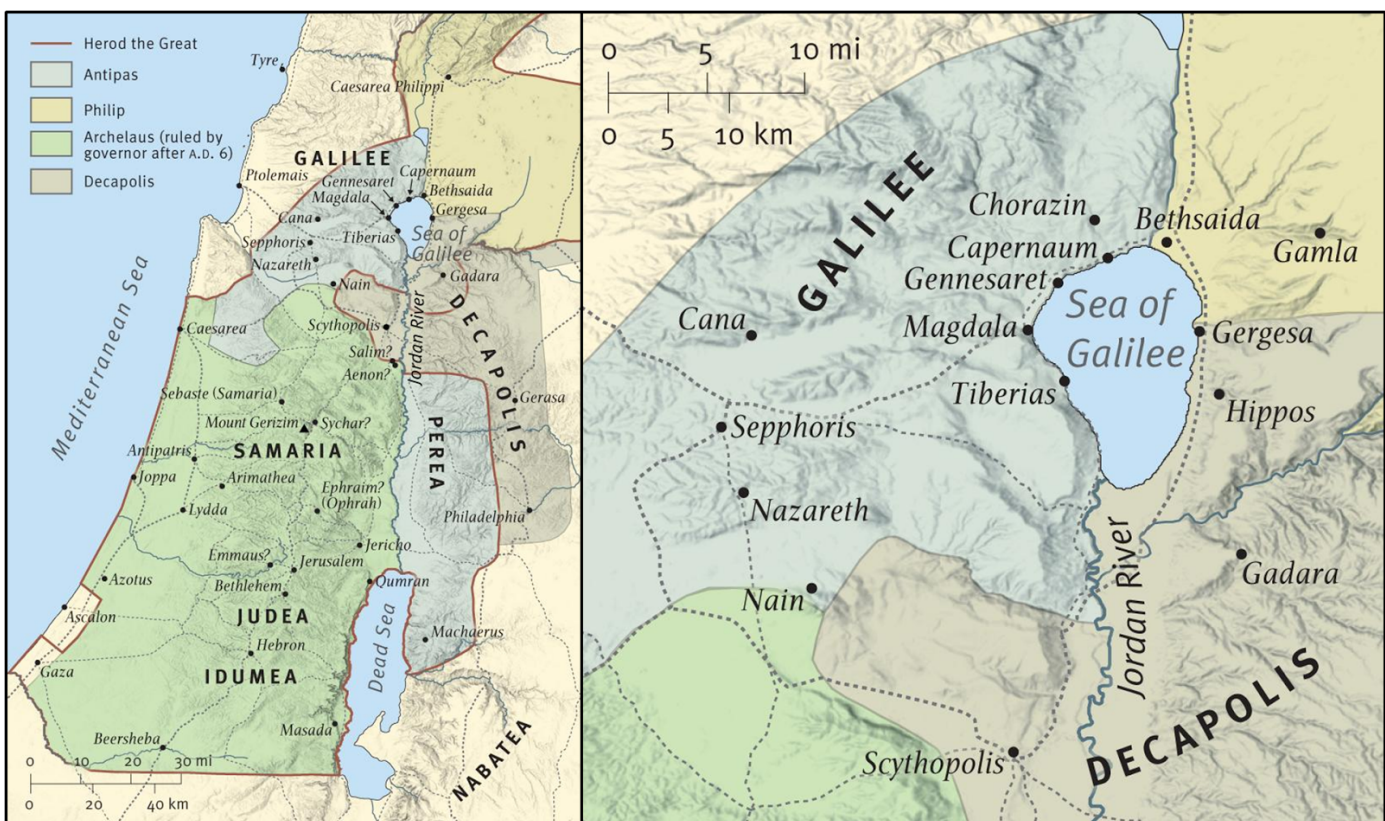 Herod the Great
Antipas
Philip
Archelaus (ruled by
governor after A.D. 6)
Decapolis
Tyre
Caesarea Philippi
GALILEE
Capernaum
Ptolemais
Gennesaret
Bethsaida
Magdala
Gergesa
Cana
Tiberias
Sea of
Galilee
Sepphoris
Nazareth
Gadara
Nain
Mediterranean Sea
DECAPOLIS
Jordan River
Caesarea
Scythopolis
Salim?
Aenon?
Sebaste (Samaria)
Gerasa
Mount Gerizim
Sychar?
PEREA
SAMARIA
Antipatris
Joppa
Arimathea
Ephraim?
(Ophrah)
Lydda
Philadelphia
Jericho
Emmaus?
Jerusalem
Azotus
Bethlehem
Qumran
Ascalon
JUDEA
Dead Sea
Machaerus
Hebron
Gaza
IDUMEA
Masada
Beersheba
NABATEA
0 10 20 30 mi
0 20 40 km
0 5 10 mi
0 5 10 km
GALILEE
Chorazin
Bethsaida
Capernaum
Gamla
Gennesaret
Sea of
Galilee
Cana
Magdala
Gergesa
Tiberias
Hippos
Sepphoris
Nazareth
Jordan River
Gadara
Nain
DECAPOLIS
Scythopolis